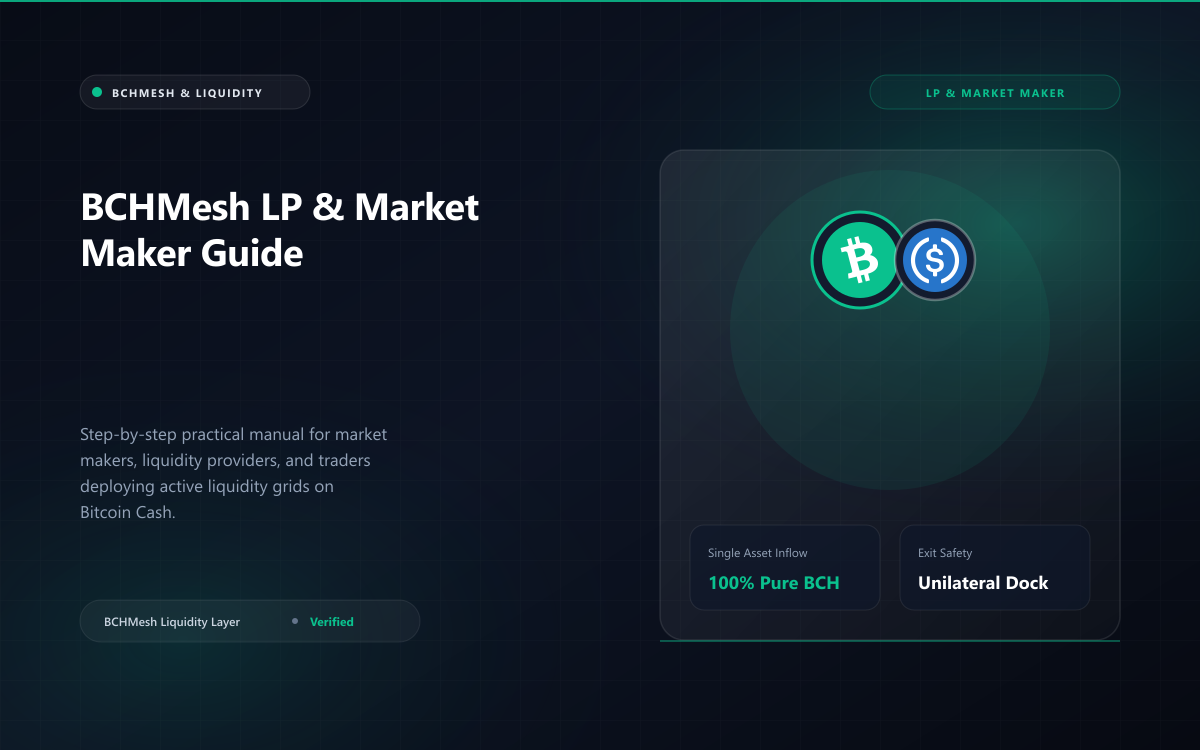 BCHMESH & LIQUIDITY
LP & MARKET MAKER
BCHMesh LP & Market
Maker Guide
Step-by-step practical manual for market
makers, liquidity providers, and traders
deploying active liquidity grids on
Bitcoin Cash.
Single Asset Inflow
100% Pure BCH
Exit Safety
Unilateral Dock
BCHMesh Liquidity Layer
Verified